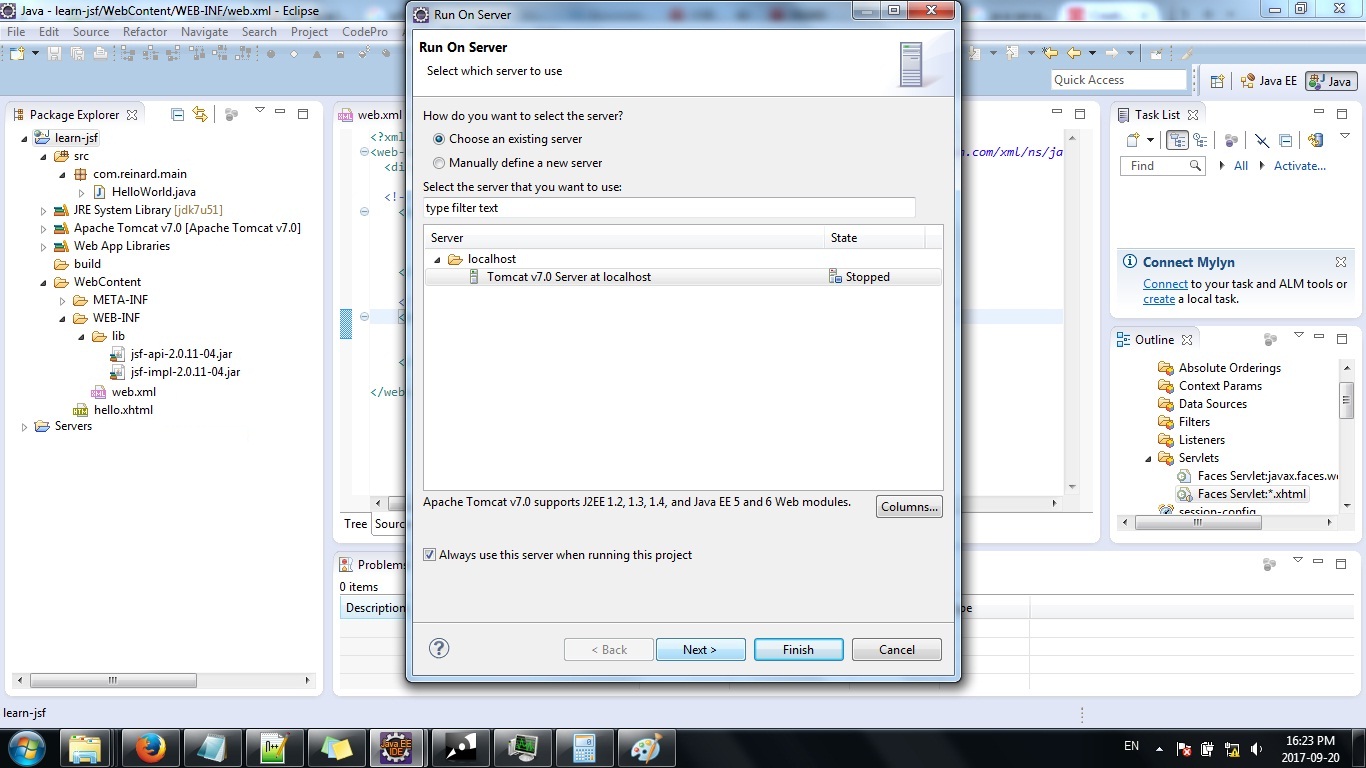 Java - learn-jsf/WebContent/WEB-INF/web.xml - Eclipse
File Edit Source Refactor Navigate Search Project CodePro
Quick Access
Java EE
Java
Package Explorer
learn-jsf
src
com.reinard.main
HelloWorld.java
JRE System Library [jdk7u51]
Apache Tomcat v7.0 [Apache Tomcat v7.0]
Web App Libraries
build
WebContent
META-INF
WEB-INF
lib
jsf-api-2.0.11-04.jar
jsf-impl-2.0.11-04.jar
web.xml
hello.xhtml
Servers
web.xml
<?xml
<web-
m.com/xml/ns/ja
<di
<!-
<
<
<
<
<
</web
Tree
Sourc
Run On Server
Run On Server
Select which server to use
How do you want to select the server?
Choose an existing server
Manually define a new server
Select the server that you want to use:
type filter text
Server State
localhost
Tomcat v7.0 Server at localhost Stopped
Apache Tomcat v7.0 supports J2EE 1.2, 1.3, 1.4, and Java EE 5 and 6 Web modules.
Columns...
Always use this server when running this project
< Back
Next >
Finish
Cancel
Task List
Find
All
Activate...
Connect Mylyn
Connect to your task and ALM tools or
create a local task.
Outline
Absolute Orderings
Context Params
Data Sources
Filters
Listeners
Servlets
Faces Servlet:javax.faces.we
Faces Servlet:*.xhtml
session-config
Problems
0 items
Description
pe
learn-jsf
Java EE
IDE
EN
16:23 PM
2017-09-20